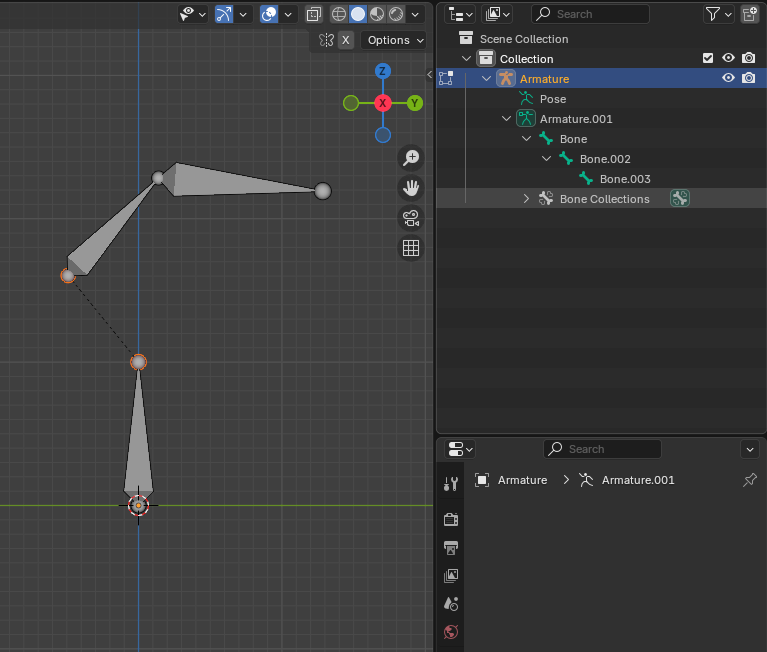 Search
X
Options
Scene Collection
Collection
Armature
Pose
Armature.001
Bone
Bone.002
Bone.003
Bone Collections
Z
X
Y
Search
Armature
Armature.001